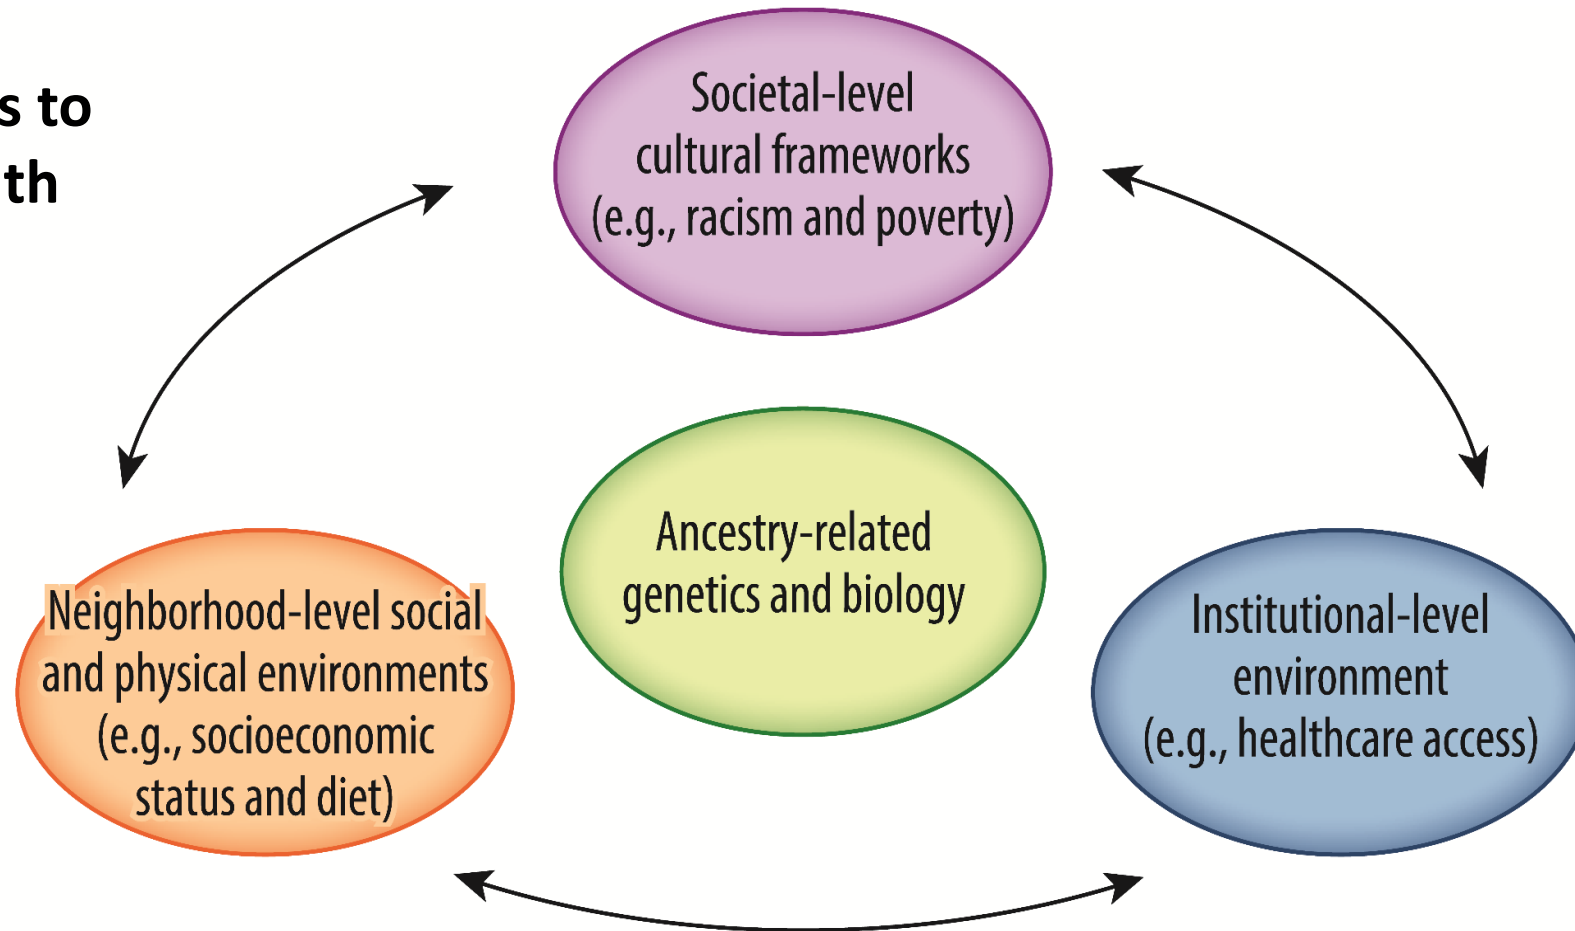 s to
th
Societal-level
cultural frameworks
(e.g., racism and poverty)
Ancestry-related
genetics and biology
Neighborhood-level social
and physical environments
(e.g., socioeconomic
status and diet)
Institutional-level
environment
(e.g., healthcare access)